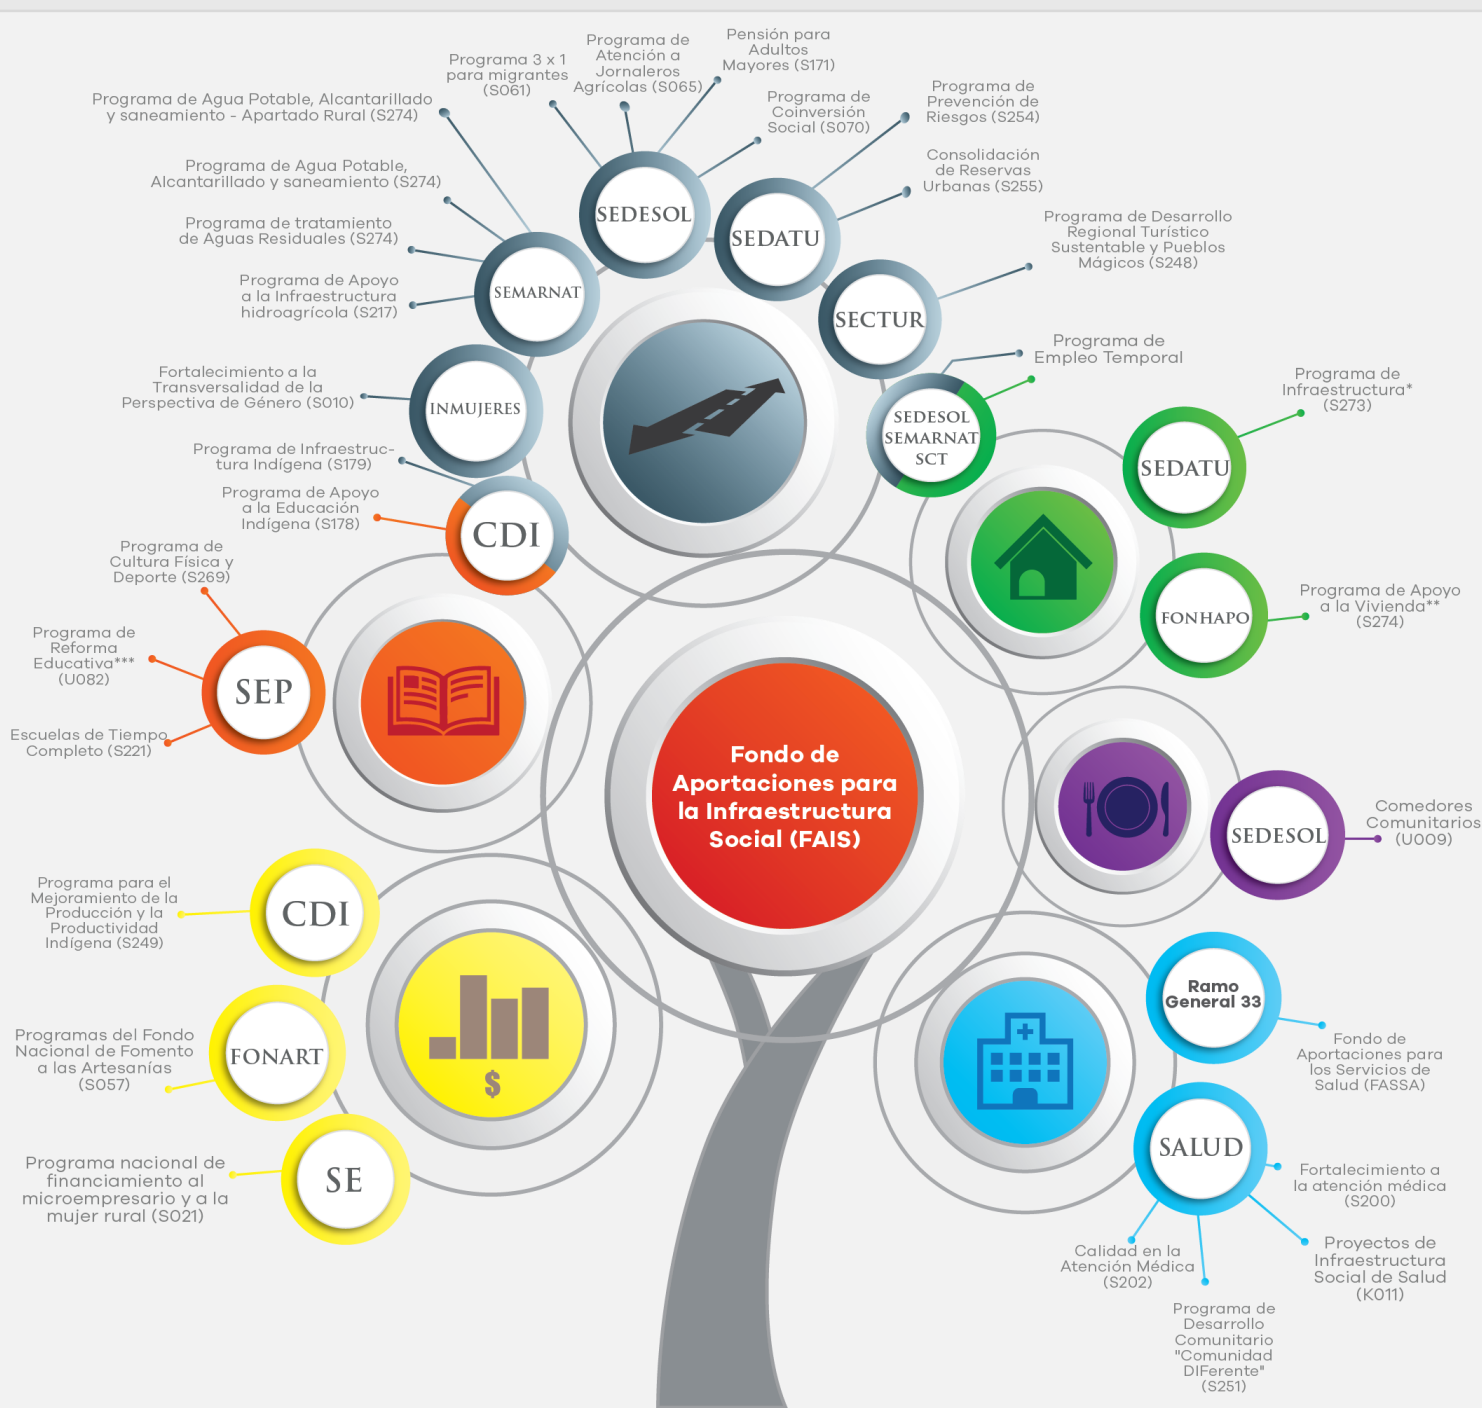 Programa 3 x 1
para migrantes
(S061)
Programa de
Atención a
Jornaleros
Agrícolas (S065)
Pensión para
Adultos
Mayores (S171)
Programa de
Coinversión
Social (S070)
Programa de
Prevención de
Riesgos (S254)
Consolidación
de Reservas
Urbanas (S255)
Programa de Agua Potable, Alcantarillado
y saneamiento - Apartado Rural (S274)
Programa de Agua Potable,
Alcantarillado y saneamiento (S274)
Programa de tratamiento
de Aguas Residuales (S274)
Programa de Apoyo
a la Infraestructura
hidroagrícola (S217)
SEDESOL
SEDATU
SEMARNAT
SECTUR
Programa de Desarrollo
Regional Turístico
Sustentable y Pueblos
Mágicos (S248)
Programa de
Empleo Temporal
Fortalecimiento a la
Transversalidad de la
Perspectiva de Género (S010)
INMUJERES
SEDESOL
SEMARNAT
SCT
Programa de
Infraestructura*
(S273)
SEDATU
Programa de Infraestruc-
tura Indígena (S179)
Programa de Apoyo
a la Educación
Indígena (S178)
CDI
Programa de
Cultura Física y
Deporte (S269)
Programa de
Reforma
Educativa***
(U082)
Escuelas de Tiempo
Completo (S221)
SEP
FONHAPO
Programa de Apoyo
a la Vivienda**
(S274)
Fondo de
Aportaciones para
la Infraestructura
Social (FAIS)
SEDESOL
Comedores
Comunitarios
(U009)
Programa para el
Mejoramiento de la
Producción y la
Productividad
Indígena (S249)
CDI
Programas del Fondo
Nacional de Fomento
a las Artesanías
(S057)
FONART
$
Programa nacional de
financiamiento al
microempresario y a la
mujer rural (S021)
SE
Ramo
General 33
Fondo de
Aportaciones para
los Servicios de
Salud (FASSA)
SALUD
Fortalecimiento a
la atención médica
(S200)
Calidad en la
Atención Médica
(S202)
Proyectos de
Infraestructura
Social de Salud
(K011)
Programa de
Desarrollo
Comunitario
"Comunidad
DIFerente"
(S251)